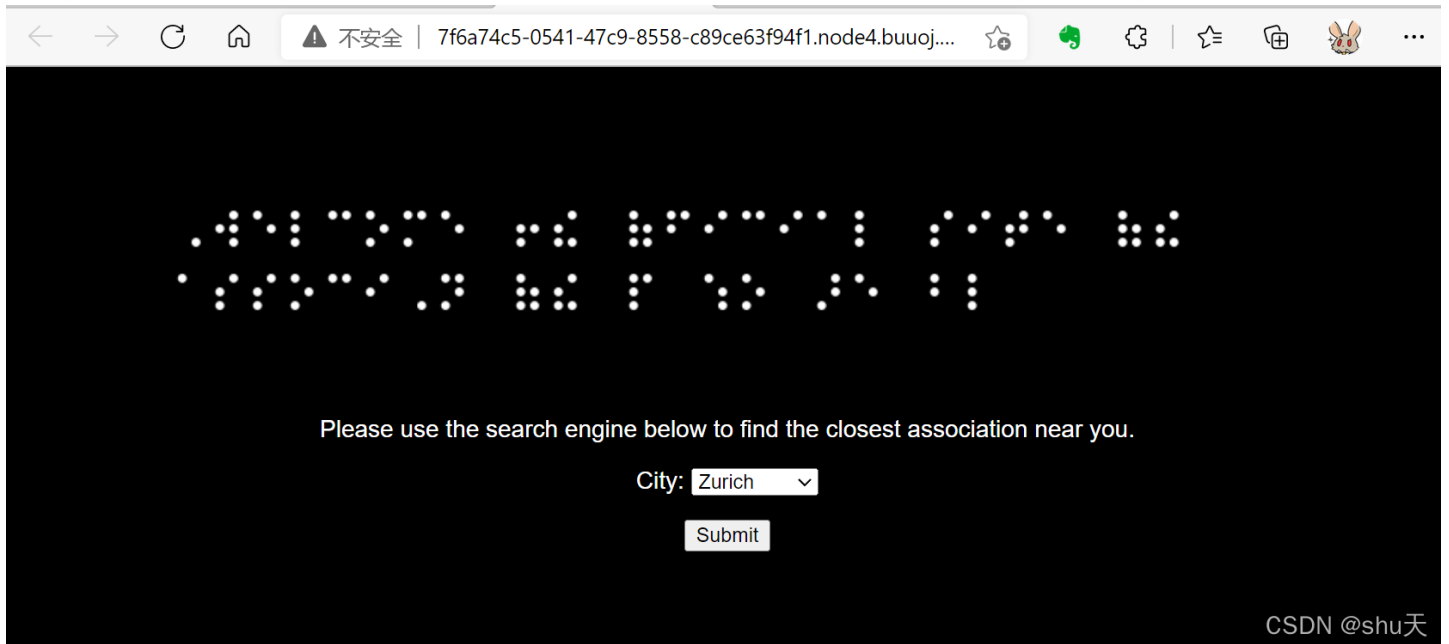 ⠠⠺⠑⠇⠉⠕⠍⠑ ⠖⠮ ⠷⠋⠊⠉⠊⠁⠇ ⠎⠊⠞⠑ ⠷⠮
⠁⠎⠎⠕⠉⠊⠠⠝ ⠷⠮ ⠏ ⠱⠕ ⠜⠑ ⠃⠇
不安全 | 7f6a74c5-0541-47c9-8558-c89ce63f94f1.node4.buuoj....
Please use the search engine below to find the closest association near you.
City: Zurich
Submit
CSDN @shu天